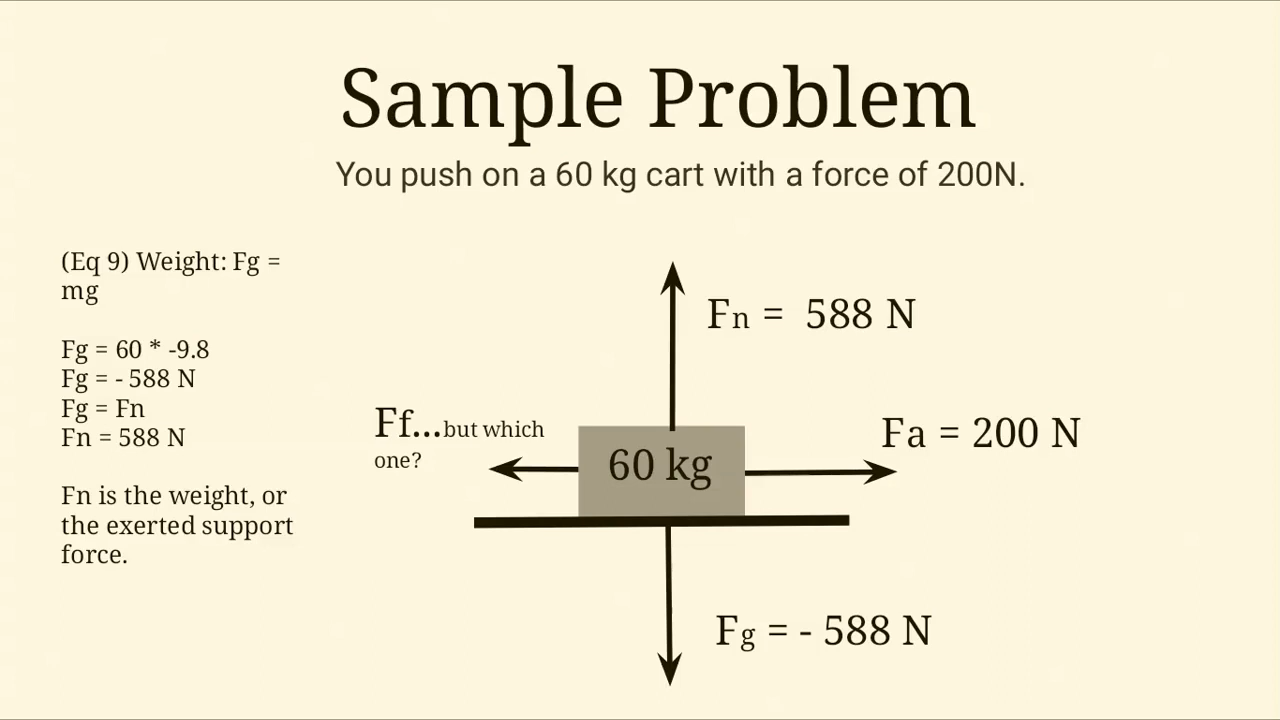 Sample Problem
You push on a 60 kg cart with a force of 200N.
(Eq 9) Weight: Fg =
mg
Fg = 60 * -9.8
Fg = - 588 N
Fg = Fn
Fn = 588 N
Fn is the weight, or
the exerted support
force.
Fn = 588 N
Ff...but which
one?
60 kg
Fa = 200 N
Fg = - 588 N